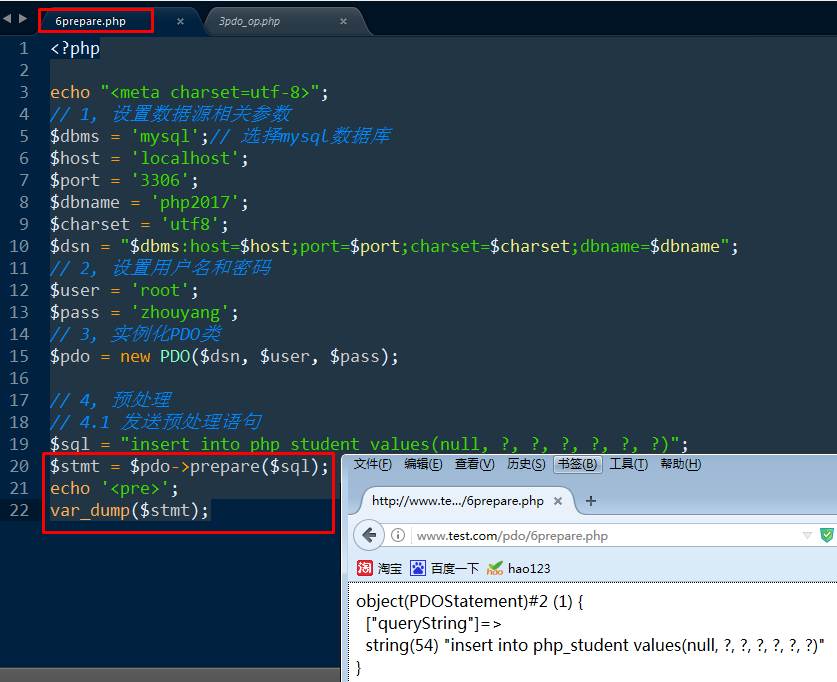 6prepare.php
3pdo_op.php
1 <?php
2
3 echo "<meta charset=utf-8>";
4 // 1, 设置数据源相关参数
5 $dbms = 'mysql';// 选择mysql数据库
6 $host = 'localhost';
7 $port = '3306';
8 $dbname = 'php2017';
9 $charset = 'utf8';
10 $dsn = "$dbms:host=$host;port=$port;charset=$charset;dbname=$dbname";
11 // 2, 设置用户名和密码
12 $user = 'root';
13 $pass = 'zhouyang';
14 // 3, 实例化PDO类
15 $pdo = new PDO($dsn, $user, $pass);
16
17 // 4, 预处理
18 // 4.1 发送预处理语句
19 $sql = "insert into php_student values(null, ?, ?, ?, ?, ?, ?)";
20 $stmt = $pdo->prepare($sql);
21 echo '<pre>';
22 var_dump($stmt);
文件(F) 编辑(E) 查看(V) 历史(S) 书签(B) 工具(T) 帮助(H)
http://www.te.../6prepare.php
www.test.com/pdo/6prepare.php
淘 淘宝 百度一下 hao hao123
object(PDOStatement)#2 (1) {
["queryString"]=>
string(54) "insert into php_student values(null, ?, ?, ?, ?, ?, ?)"
}